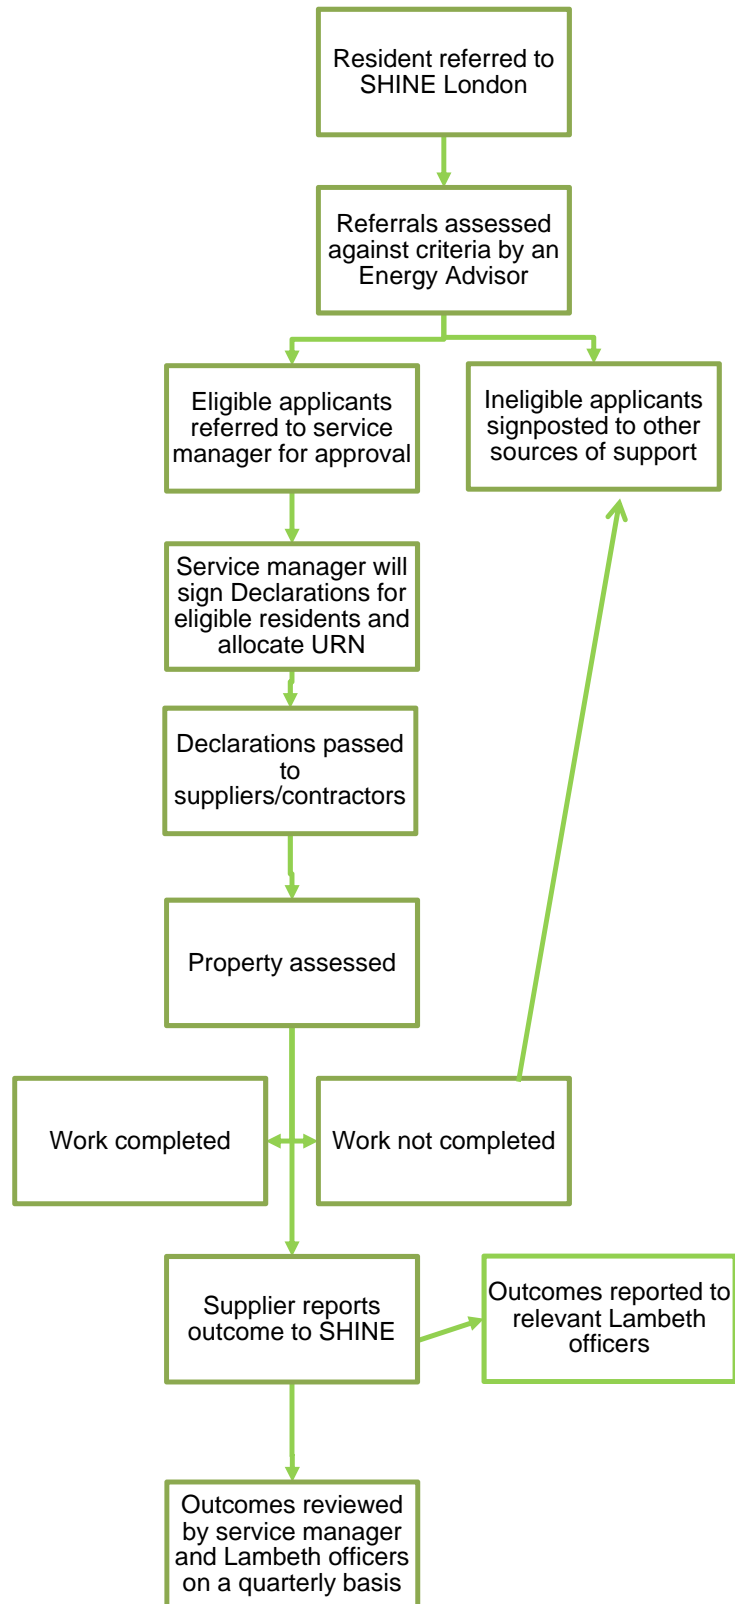 Resident referred to
SHINE London
Referrals assessed
against criteria by an
Energy Advisor
Eligible applicants
referred to service
manager for approval
Ineligible applicants
signposted to other
sources of support
Service manager will
sign Declarations for
eligible residents and
allocate URN
Declarations passed
to
suppliers/contractors
Property assessed
Work completed
Work not completed
Supplier reports
outcome to SHINE
Outcomes reported to
relevant Lambeth
officers
Outcomes reviewed
by service manager
and Lambeth officers
on a quarterly basis